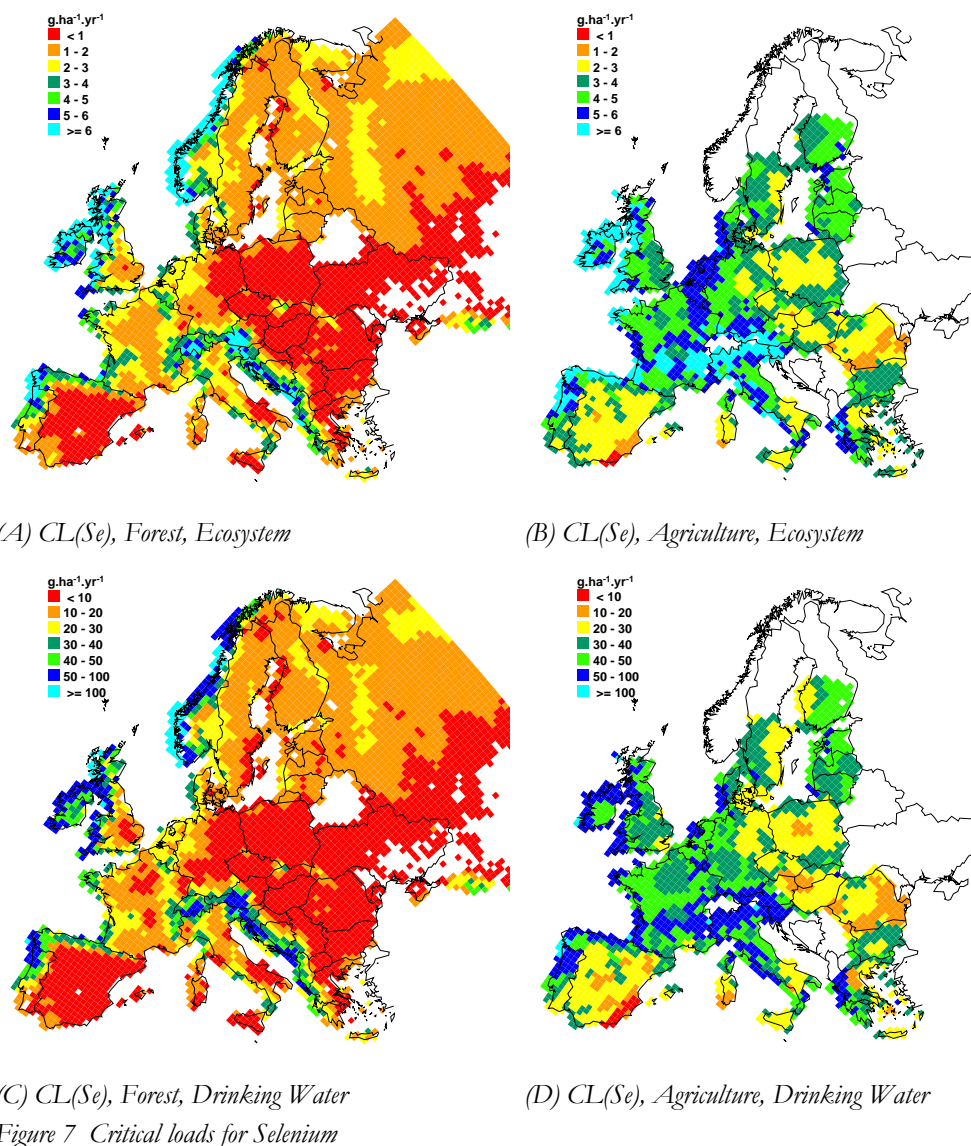 g.ha-1.yr-1
< 1
1 - 2
2 - 3
3 - 4
4 - 5
5 - 6
>= 6
g.ha-1.yr-1
< 1
1 - 2
2 - 3
3 - 4
4 - 5
5 - 6
>= 6
(A) CL(Se), Forest, Ecosystem
(B) CL(Se), Agriculture, Ecosystem
g.ha-1.yr-1
< 10
10 - 20
20 - 30
30 - 40
40 - 50
50 - 100
>= 100
g.ha-1.yr-1
< 10
10 - 20
20 - 30
30 - 40
40 - 50
50 - 100
>= 100
(C) CL(Se), Forest, Drinking Water
(D) CL(Se), Agriculture, Drinking Water
Figure 7 Critical loads for Selenium